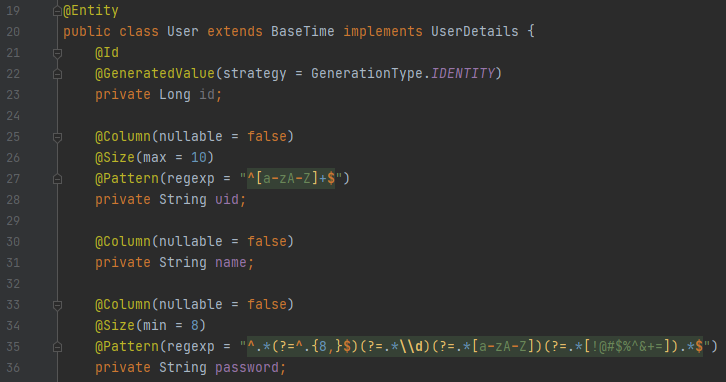 19 @Entity
20 public class User extends BaseTime implements UserDetails {
21 @Id
22 @GeneratedValue(strategy = GenerationType.IDENTITY)
23 private Long id;
24
25 @Column(nullable = false)
26 @Size(max = 10)
27 @Pattern(regexp = "^[a-zA-Z]+$")
28 private String uid;
29
30 @Column(nullable = false)
31 private String name;
32
33 @Column(nullable = false)
34 @Size(min = 8)
35 @Pattern(regexp = "^.*(?=^.{8,}$)(?=.*\\d)(?=.*[a-zA-Z])(?=.*[!@#$%^&+=]).*$")
36 private String password;